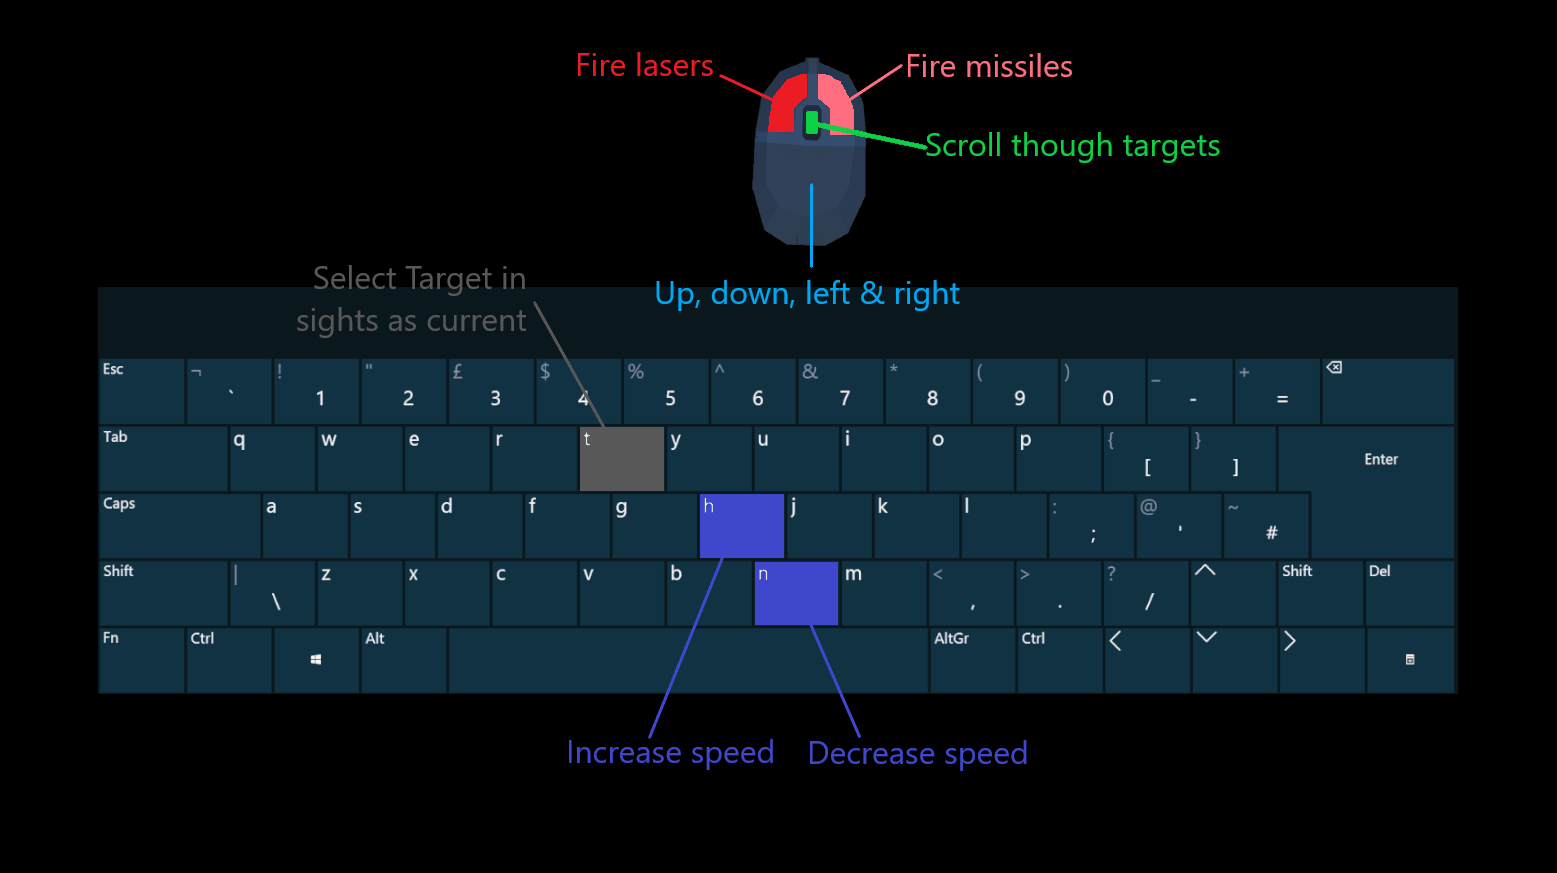 Fire lasers
Fire missiles
Scroll though targets
Select Target in
sights as current
Up, down, left & right
Esc ¬ ` ! 1 " 2 £ 3 $ 4 % 5 ^ 6 & 7 * 8 ( 9 ) 0 _ - + =
Tab q w e r t y u i o p { [ } ] Enter
Caps a s d f g h j k l : ; @ ' ~ #
Shift | \ z x c v b n m < , > . ? / Shift Del
Fn Ctrl Alt AltGr Ctrl
Increase speed
Decrease speed